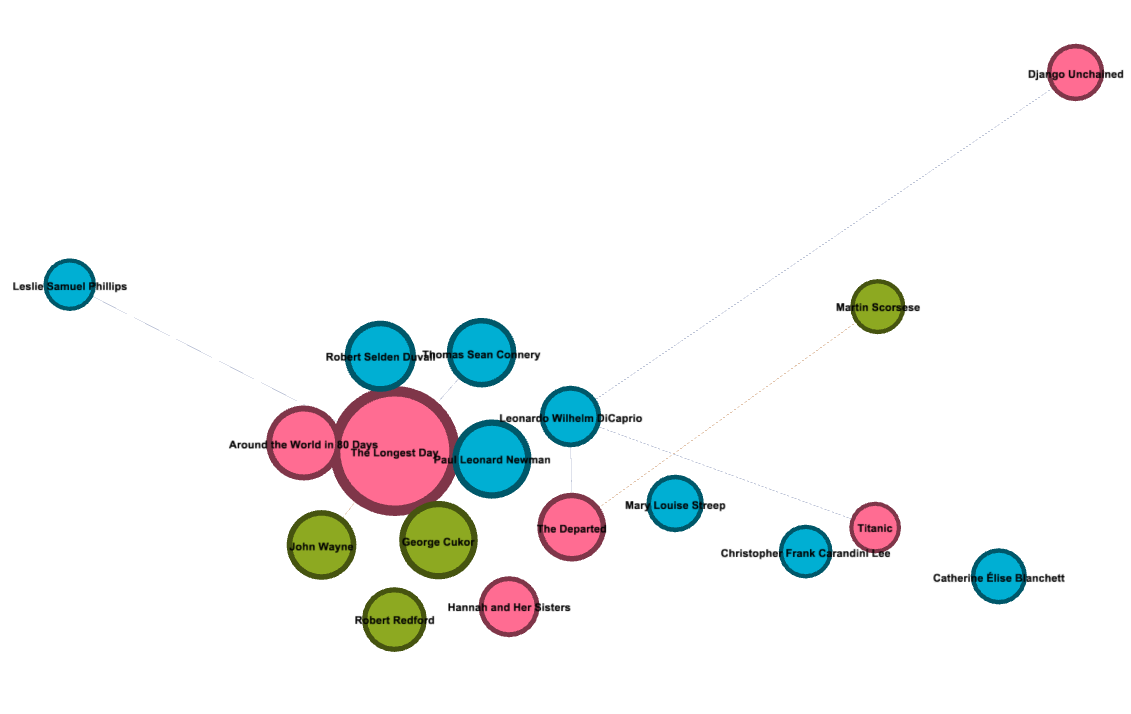 Django Unchained
Leslie Samuel Phillips
Martin Scorsese
Robert Selden Duvall
Thomas Sean Connery
Leonardo Wilhelm DiCaprio
Around the World in 80 Days
The Longest Day
Paul Leonard Newman
Mary Louise Streep
The Departed
Titanic
George Cukor
John Wayne
Christopher Frank Carandini Lee
Catherine Élise Blanchett
Hannah and Her Sisters
Robert Redford